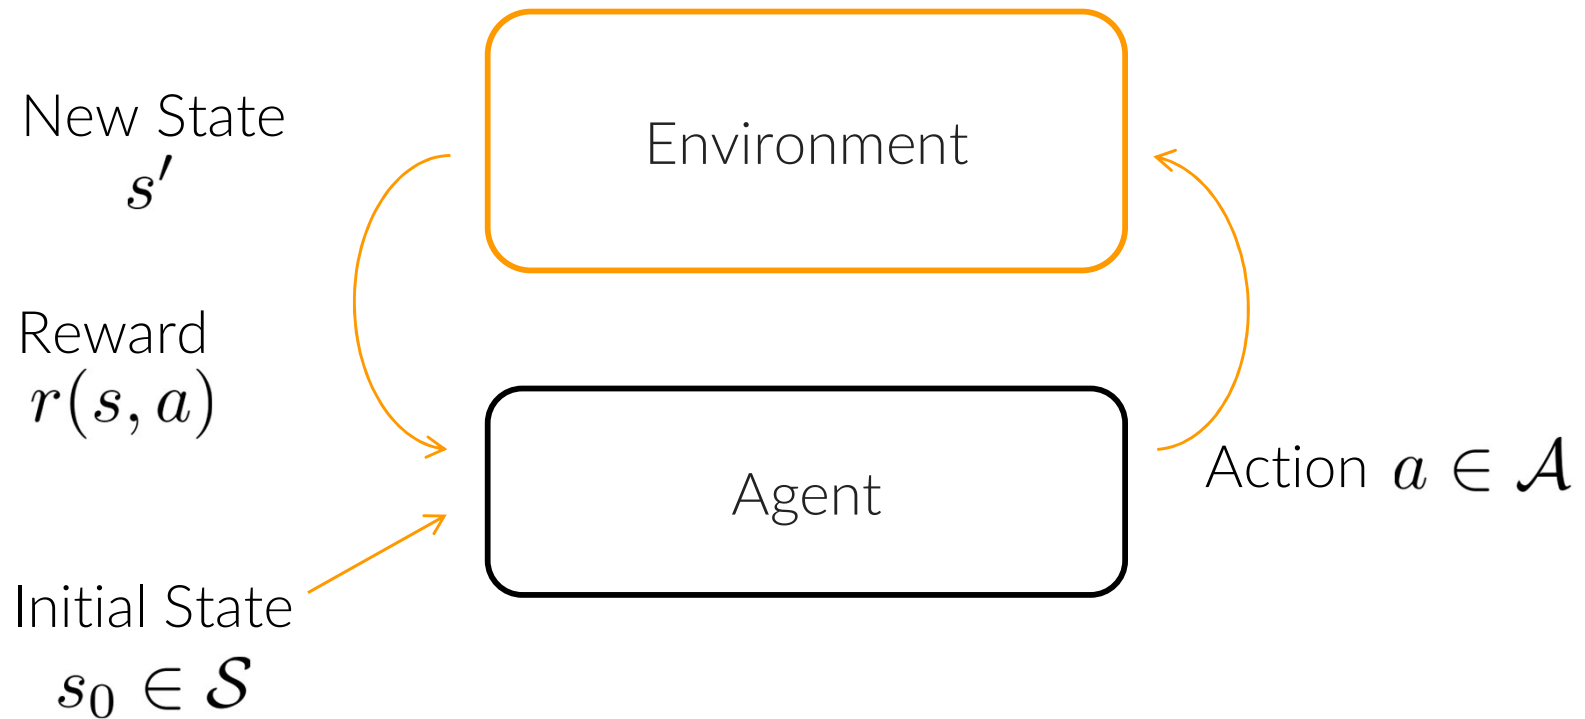 New State
s′
Environment
Reward
r(s, a)
Agent
Action a ∈ 𝒜
Initial State
s₀ ∈ 𝒮